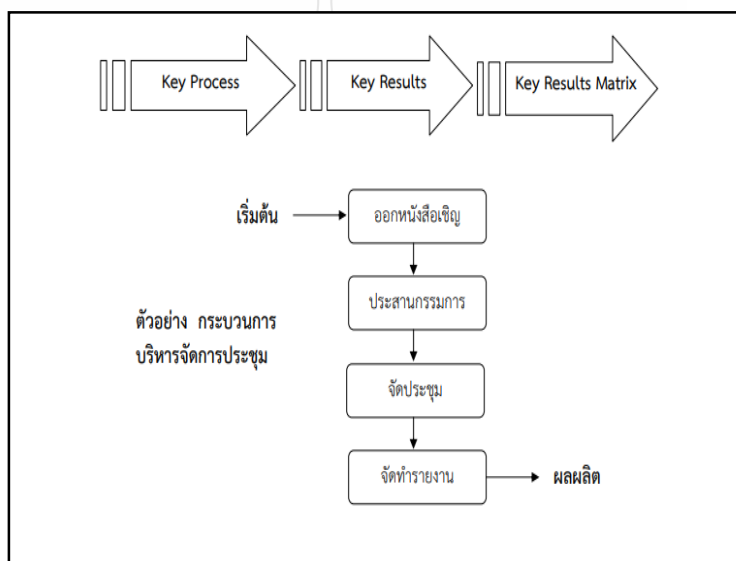 Key Process
Key Results
Key Results Matrix
เริ่มต้น
ออกหนังสือเชิญ
ประสานกรรมการ
ตัวอย่าง กระบวนการ
บริหารจัดการประชุม
จัดประชุม
จัดทำรายงาน
ผลผลิต